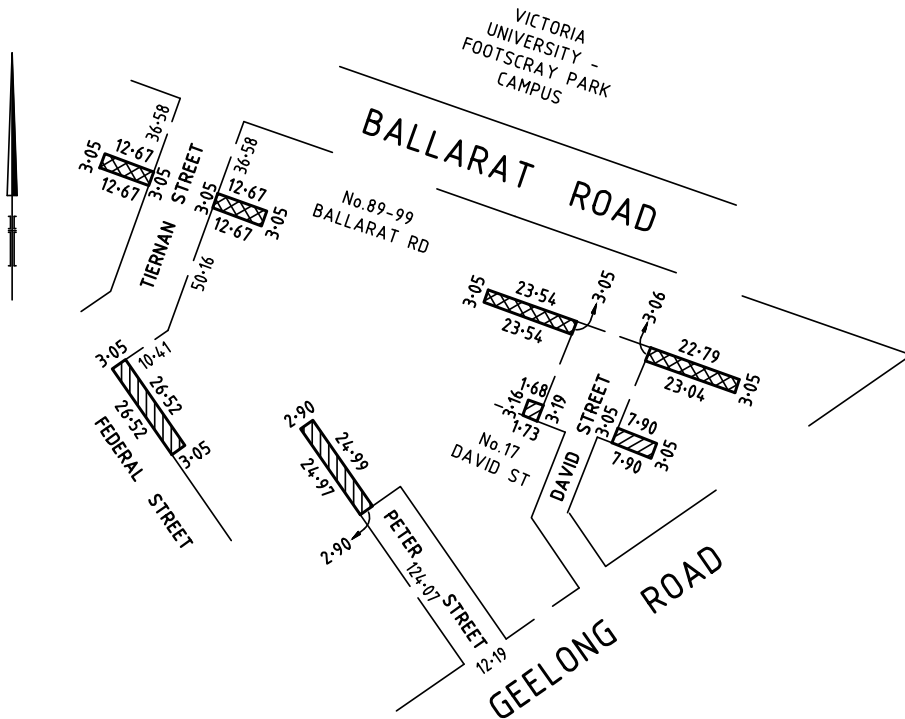 VICTORIA
UNIVERSITY -
FOOTSCRAY PARK
CAMPUS
BALLARAT ROAD
36·58
12·67
3·05
3·05
12·67
TIERNAN STREET
36·58
3·05
12·67
12·67
3·05
50·16
No.89-99
BALLARAT RD
3·05
23·54
23·54
3·05
3·06
22·79
23·04
3·05
3·05
10·41
26·52
26·52
3·05
FEDERAL STREET
2·90
24·99
24·97
2·90
PETER STREET
124·07
12·19
1·68
3·16
3·19
1·73
No.17
DAVID ST
DAVID STREET
3·05
7·90
7·90
3·05
GEELONG ROAD